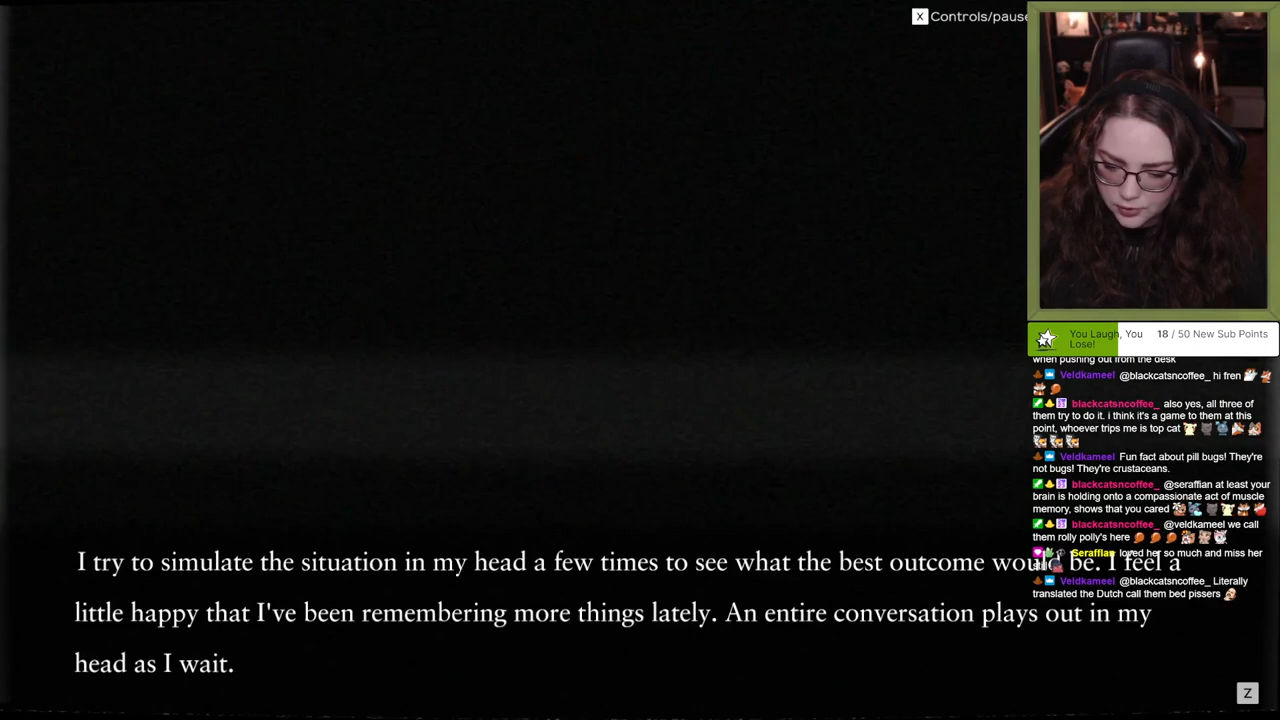 X Controls/pause
You Laugh, You Lose!
18 / 50 New Sub Points
when pushing out from the desk
Veldkameel @blackcatsncoffee_ hi fren
blackcatsncoffee_ also yes, all three of
them try to do it. i think it's a game to them at this
point, whoever trips me is top cat
Veldkameel Fun fact about pill bugs! They're
not bugs! They're crustaceans.
blackcatsncoffee_ @seraffian at least your
brain is holding onto a compassionate act of muscle
memory, shows that you cared
blackcatsncoffee_ @veldkameel we call
them rolly polly's here
Seraffian loved her so much and miss her
Veldkameel @blackcatsncoffee_ Literally
translated the Dutch call them bed pissers
I try to simulate the situation in my head a few times to see what the best outcome would be. I feel a
little happy that I've been remembering more things lately. An entire conversation plays out in my
head as I wait.
Z